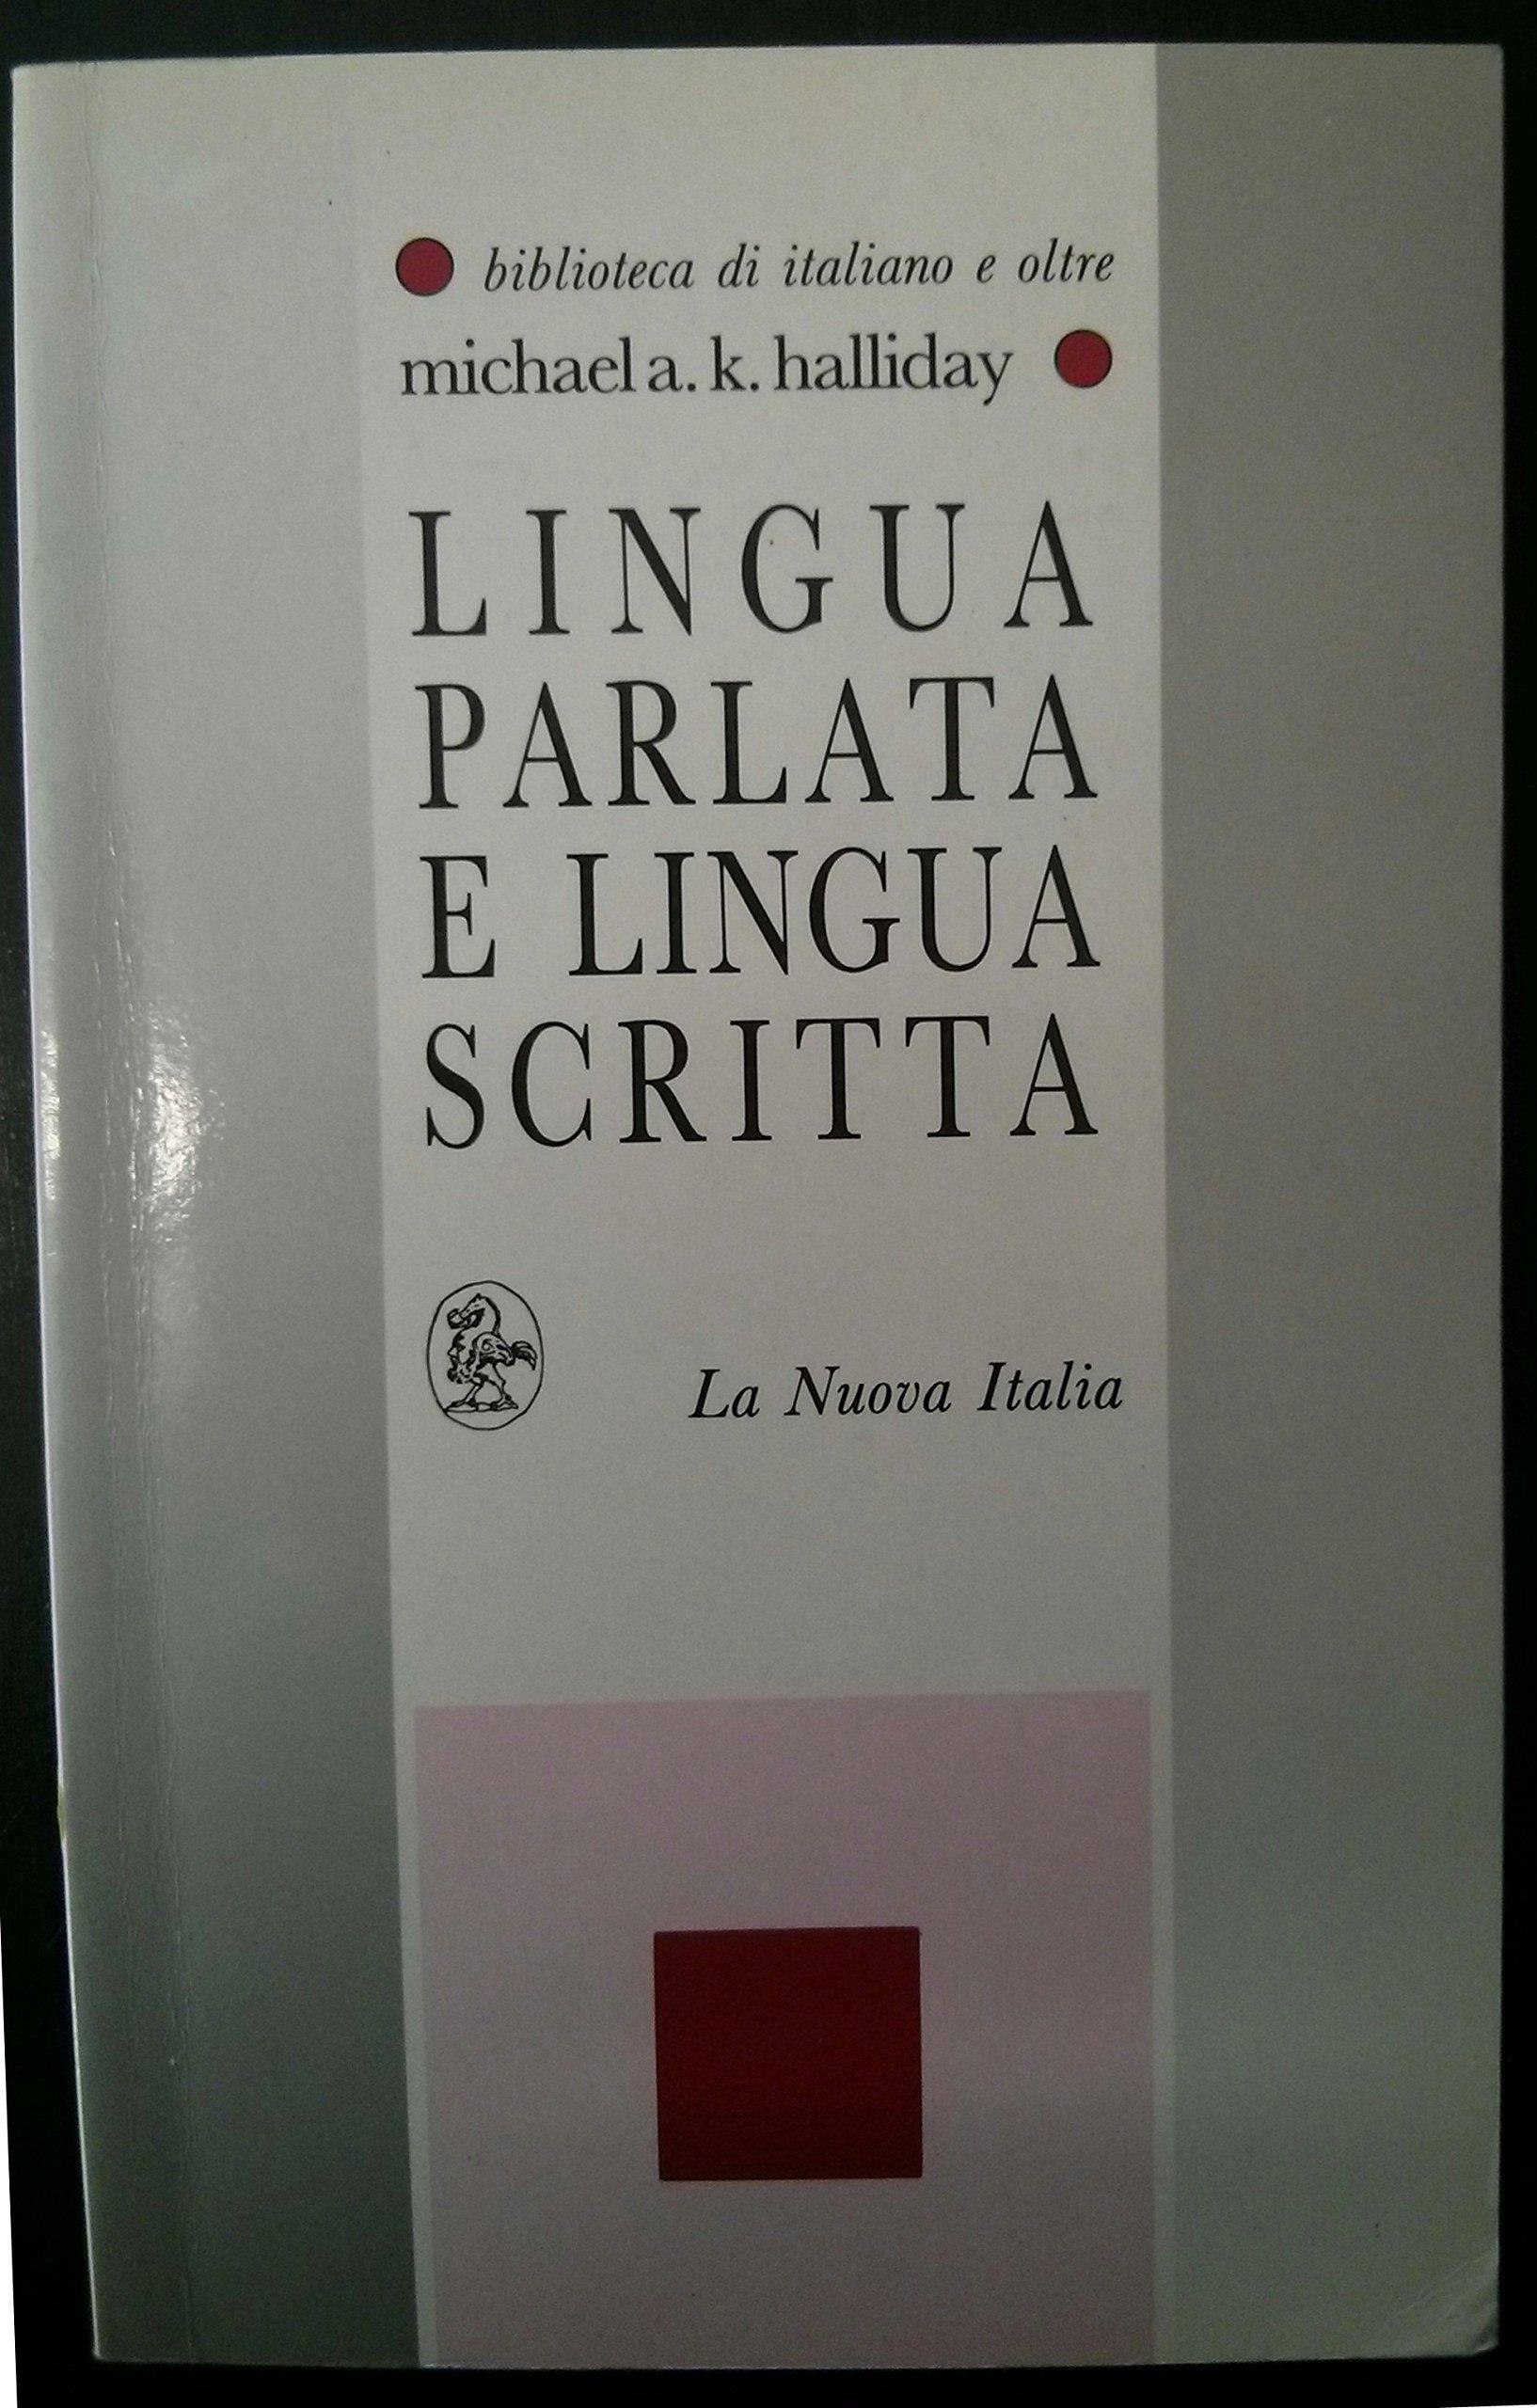 biblioteca di italiano e oltre
michael a. k. halliday
LINGUA
PARLATA
E LINGUA
SCRITTA
La Nuova Italia